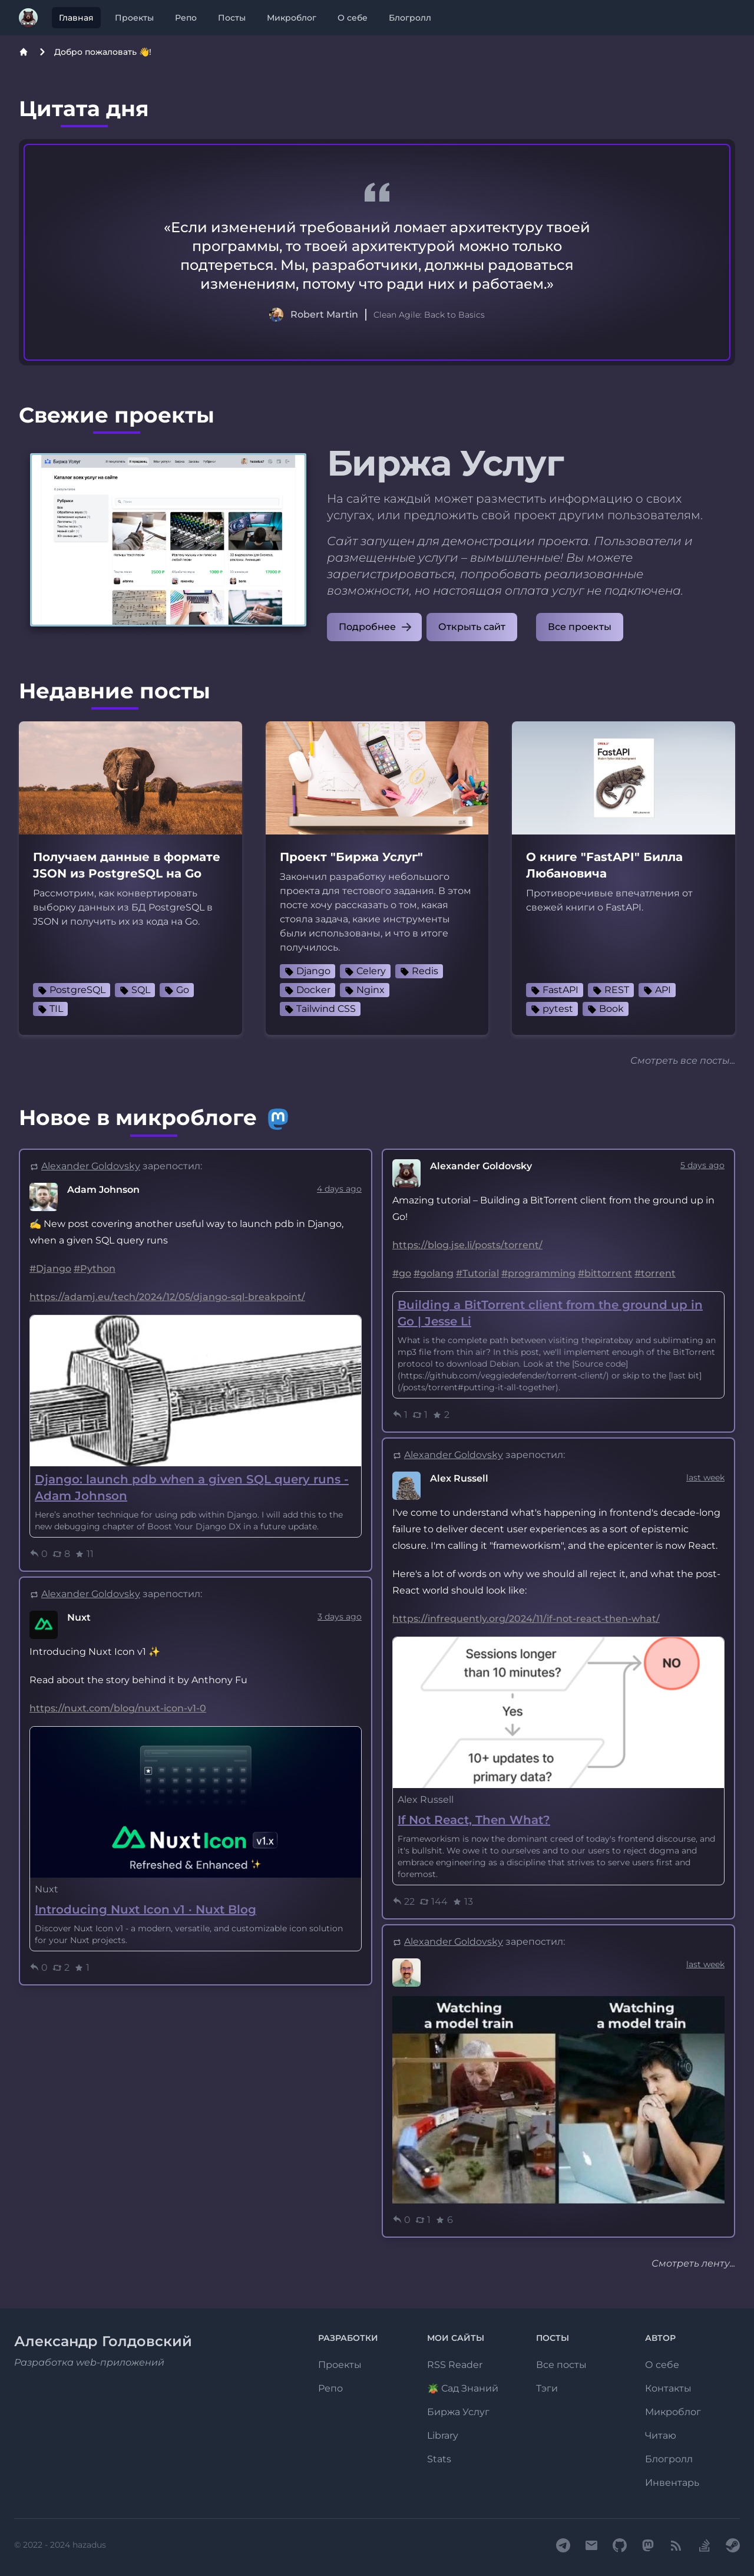 Главная Проекты Репо Посты Микроблог О себе Блогролл
Добро пожаловать 👋!
Цитата дня
«Если изменений требований ломает архитектуру твоей
программы, то твоей архитектурой можно только
подтереться. Мы, разработчики, должны радоваться
изменениям, потому что ради них и работаем.»
Robert Martin | Clean Agile: Back to Basics
Свежие проекты
Биржа Услуг
Каталог всех услуг на сайте
Рубрики
Биржа Услуг
На сайте каждый может разместить информацию о своих
услугах, или предложить свой проект другим пользователям.
Сайт запущен для демонстрации проекта. Пользователи и
размещенные услуги – вымышленные! Вы можете
зарегистрироваться, попробовать реализованные
возможности, но настоящая оплата услуг не подключена.
Подробнее → Открыть сайт Все проекты
Недавние посты
Получаем данные в формате
JSON из PostgreSQL на Go
Рассмотрим, как конвертировать
выборку данных из БД PostgreSQL в
JSON и получить их из кода на Go.
PostgreSQL SQL Go
TIL
Проект "Биржа Услуг"
Закончил разработку небольшого
проекта для тестового задания. В этом
посте хочу рассказать о том, какая
стояла задача, какие инструменты
были использованы, и что в итоге
получилось.
Django Celery Redis
Docker Nginx
Tailwind CSS
FastAPI
О книге "FastAPI" Билла
Любановича
Противоречивые впечатления от
свежей книги о FastAPI.
FastAPI REST API
pytest Book
Смотреть все посты...
Новое в микроблоге
Alexander Goldovsky зарепостил:
Adam Johnson 4 days ago
✍️ New post covering another useful way to launch pdb in Django,
when a given SQL query runs
#Django #Python
https://adamj.eu/tech/2024/12/05/django-sql-breakpoint/
Django: launch pdb when a given SQL query runs -
Adam Johnson
Here's another technique for using pdb within Django. I will add this to the
new debugging chapter of Boost Your Django DX in a future update.
0 8 11
Alexander Goldovsky зарепостил:
Nuxt 3 days ago
Introducing Nuxt Icon v1 ✨
Read about the story behind it by Anthony Fu
https://nuxt.com/blog/nuxt-icon-v1-0
Nuxt Icon v1.x
Refreshed & Enhanced ✨
Nuxt
Introducing Nuxt Icon v1 · Nuxt Blog
Discover Nuxt Icon v1 - a modern, versatile, and customizable icon solution
for your Nuxt projects.
0 2 1
Alexander Goldovsky 5 days ago
Amazing tutorial – Building a BitTorrent client from the ground up in
Go!
https://blog.jse.li/posts/torrent/
#go #golang #Tutorial #programming #bittorrent #torrent
Building a BitTorrent client from the ground up in
Go | Jesse Li
What is the complete path between visiting thepiratebay and sublimating an
mp3 file from thin air? In this post, we'll implement enough of the BitTorrent
protocol to download Debian. Look at the [Source code]
(https://github.com/veggiedefender/torrent-client/) or skip to the [last bit]
(/posts/torrent#putting-it-all-together).
1 1 2
Alexander Goldovsky зарепостил:
Alex Russell last week
I've come to understand what's happening in frontend's decade-long
failure to deliver decent user experiences as a sort of epistemic
closure. I'm calling it "frameworkism", and the epicenter is now React.
Here's a lot of words on why we should all reject it, and what the post-
React world should look like:
https://infrequently.org/2024/11/if-not-react-then-what/
Sessions longer
than 10 minutes?
NO
Yes
10+ updates to
primary data?
Alex Russell
If Not React, Then What?
Frameworkism is now the dominant creed of today's frontend discourse, and
it's bullshit. We owe it to ourselves and to our users to reject dogma and
embrace engineering as a discipline that strives to serve users first and
foremost.
22 144 13
Alexander Goldovsky зарепостил:
last week
Watching
a model train
Watching
a model train
0 1 6
Смотреть ленту...
Александр Голдовский
Разработка web-приложений
РАЗРАБОТКИ
Проекты
Репо
МОИ САЙТЫ
RSS Reader
🪴 Сад Знаний
Биржа Услуг
Library
Stats
ПОСТЫ
Все посты
Тэги
АВТОР
О себе
Контакты
Микроблог
Читаю
Блогролл
Инвентарь
© 2022 - 2024 hazadus